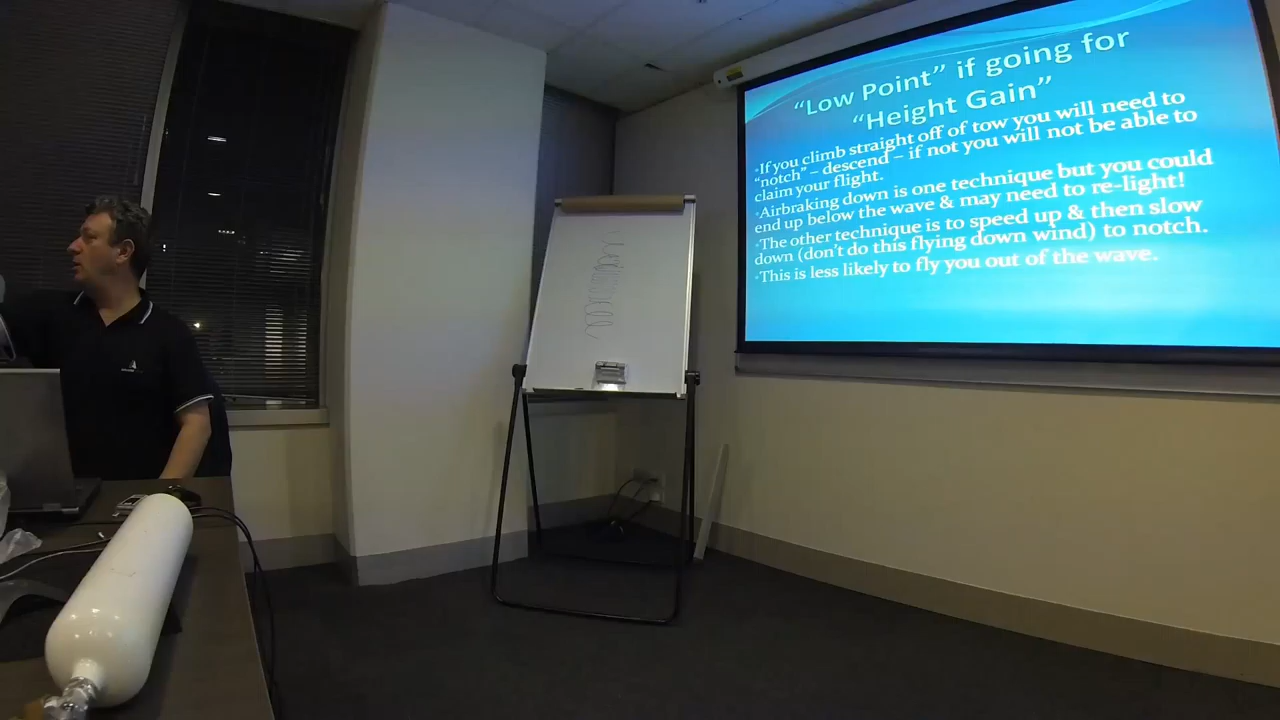 “Low Point” if going for
“Height Gain”
•If you climb straight off of tow you will need to
“notch” – descend – if not you will not be able to
claim your flight.
•Airbraking down is one technique but you could
end up below the wave & may need to re-light!
•The other technique is to speed up & then slow
down (don't do this flying down wind) to notch.
•This is less likely to fly you out of the wave.